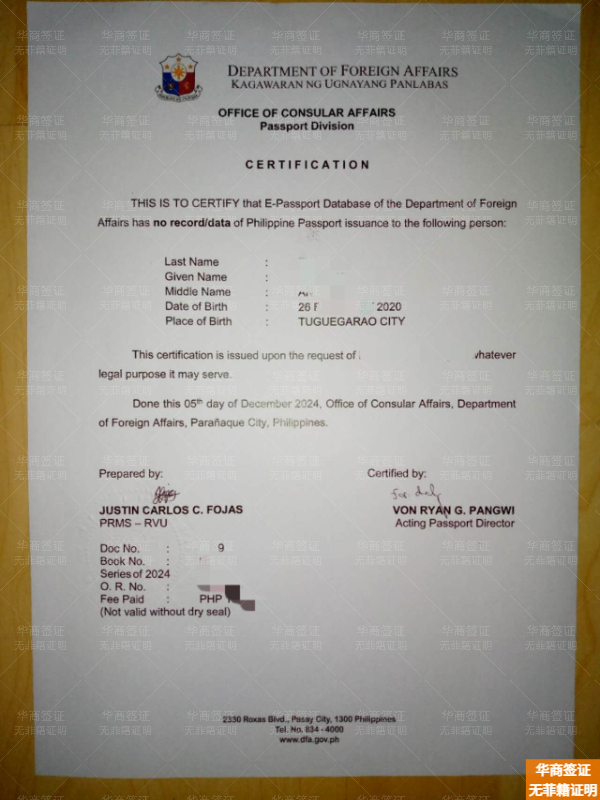 DEPARTMENT OF FOREIGN AFFAIRS
KAGAWARAN NG UGNAYANG PANLABAS
OFFICE OF CONSULAR AFFAIRS
Passport Division
CERTIFICATION
THIS IS TO CERTIFY that E-Passport Database of the Department of Foreign
Affairs has no record/data of Philippine Passport issuance to the following person:
Last Name :
Given Name :
Middle Name :
Date of Birth : 26 F 2020
Place of Birth : TUGUEGARAO CITY
This certification is issued upon the request of whatever
legal purpose it may serve.
Done this 05th day of December 2024, Office of Consular Affairs, Department
of Foreign Affairs, Parañaque City, Philippines.
Prepared by: Certified by:
JUSTIN CARLOS C. FOJAS VON RYAN G. PANGWI
PRMS – RVU Acting Passport Director
Doc No. : 9
Book No. :
Series of 2024
O. R. No. :
Fee Paid : PHP
(Not valid without dry seal)
2330 Roxas Blvd., Pasay City, 1300 Philippines
Tel. No. 834 - 4000
www.dfa.gov.ph
华商签证
无菲籍证明